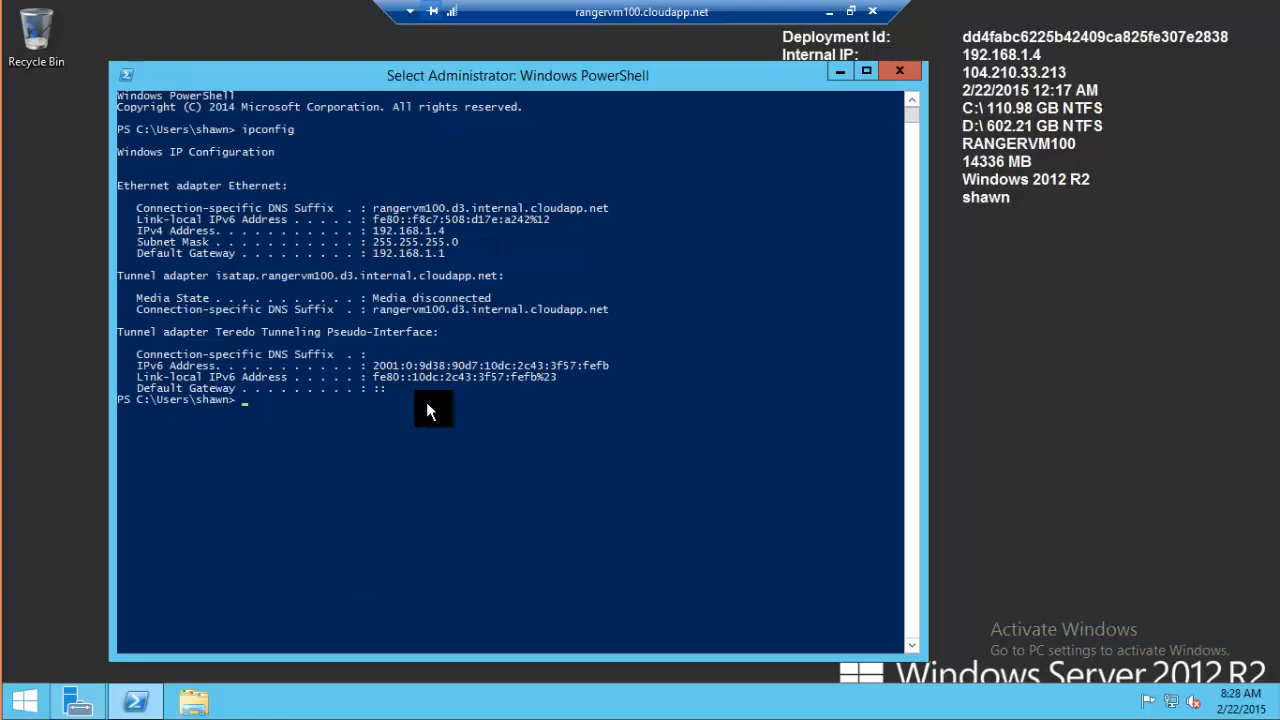 rangervm100.cloudapp.net
Recycle Bin
Deployment Id: dd4fabc6225b42409ca825fe307e2838
Internal IP: 192.168.1.4
104.210.33.213
2/22/2015 12:17 AM
C:\ 110.98 GB NTFS
D:\ 602.21 GB NTFS
RANGERVM100
14336 MB
Windows 2012 R2
shawn
Select Administrator: Windows PowerShell
Windows PowerShell
Copyright (C) 2014 Microsoft Corporation. All rights reserved.
PS C:\Users\shawn> ipconfig
Windows IP Configuration
Ethernet adapter Ethernet:
Connection-specific DNS Suffix . : rangervm100.d3.internal.cloudapp.net
Link-local IPv6 Address . . . . . : fe80::f8c7:508:d17e:a242%12
IPv4 Address. . . . . . . . . . . : 192.168.1.4
Subnet Mask . . . . . . . . . . . : 255.255.255.0
Default Gateway . . . . . . . . . : 192.168.1.1
Tunnel adapter isatap.rangervm100.d3.internal.cloudapp.net:
Media State . . . . . . . . . . . : Media disconnected
Connection-specific DNS Suffix . : rangervm100.d3.internal.cloudapp.net
Tunnel adapter Teredo Tunneling Pseudo-Interface:
Connection-specific DNS Suffix . :
IPv6 Address. . . . . . . . . . . : 2001:0:9d38:90d7:10dc:2c43:3f57:fefb
Link-local IPv6 Address . . . . . : fe80::10dc:2c43:3f57:fefb%23
Default Gateway . . . . . . . . . : ::
PS C:\Users\shawn> _
Activate Windows
Go to PC settings to activate Windows.
Windows Server 2012 R2
8:28 AM
2/22/2015